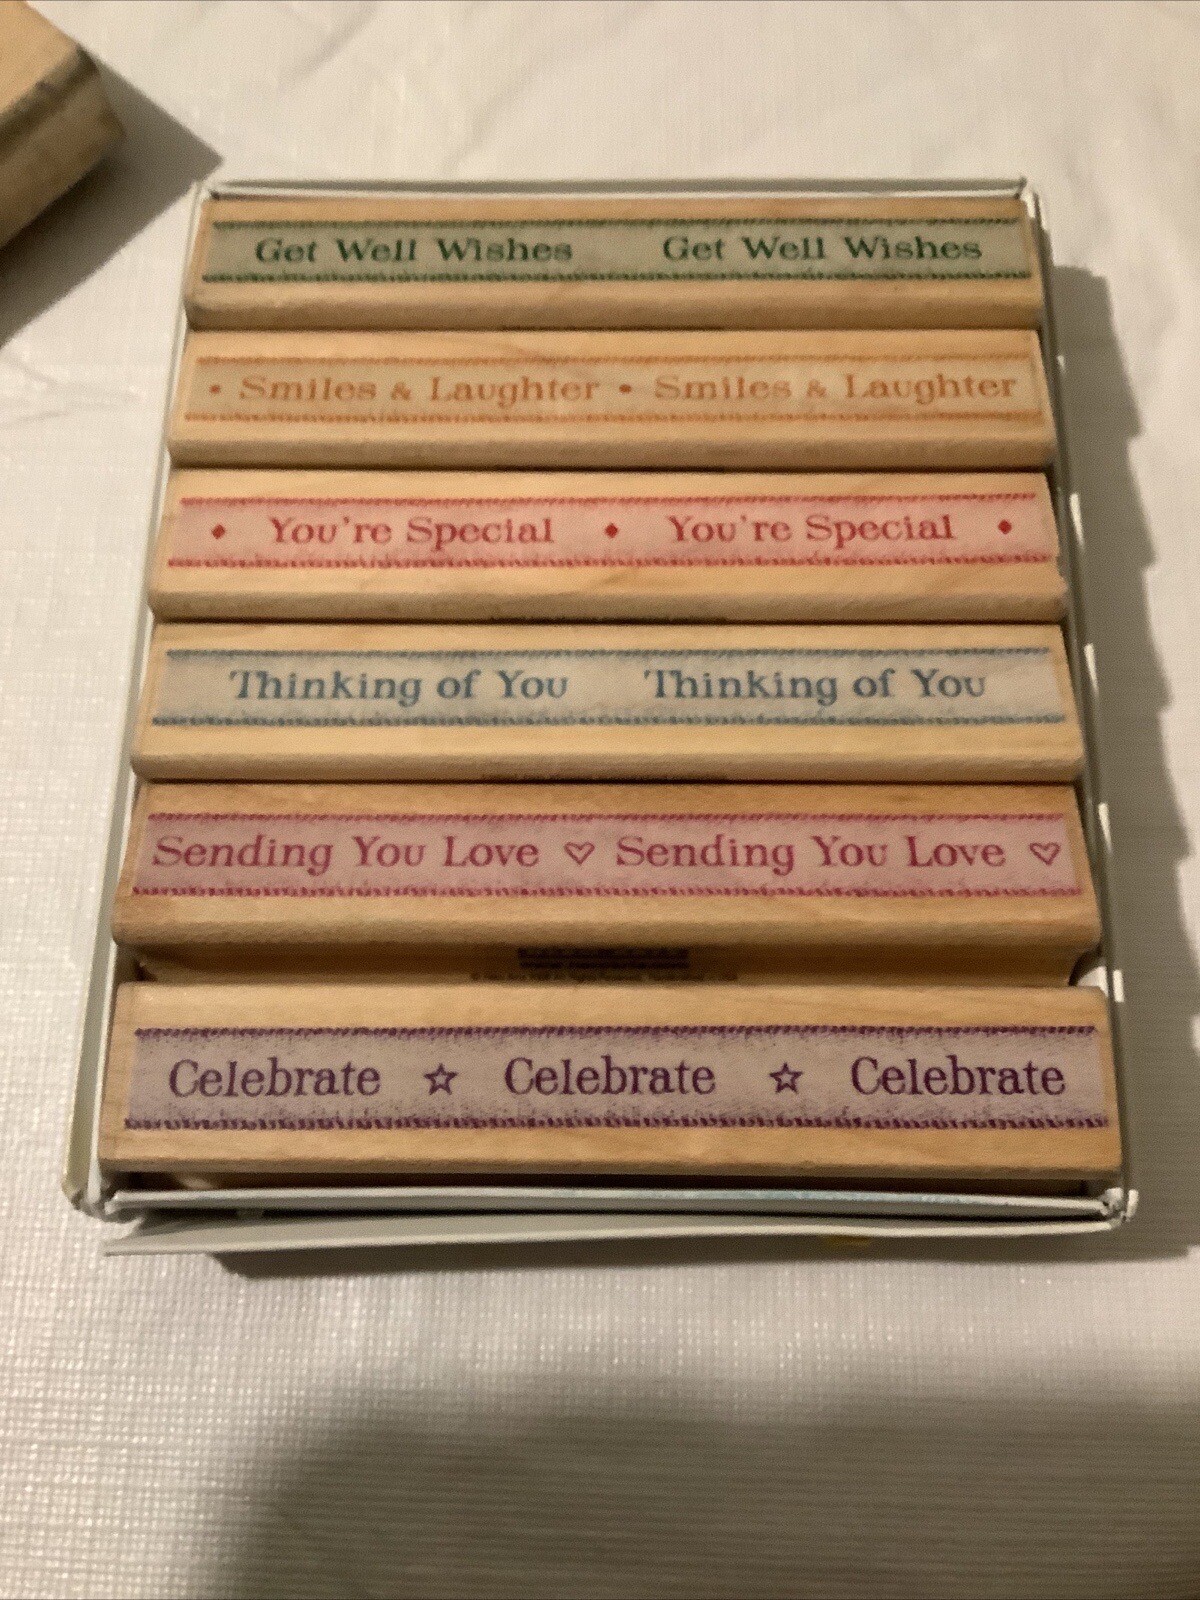 Get Well Wishes Get Well Wishes
• Smiles & Laughter • Smiles & Laughter
♦ You're Special ♦ You're Special ♦
Thinking of You Thinking of You
Sending You Love ♡ Sending You Love ♡
Celebrate ☆ Celebrate ☆ Celebrate